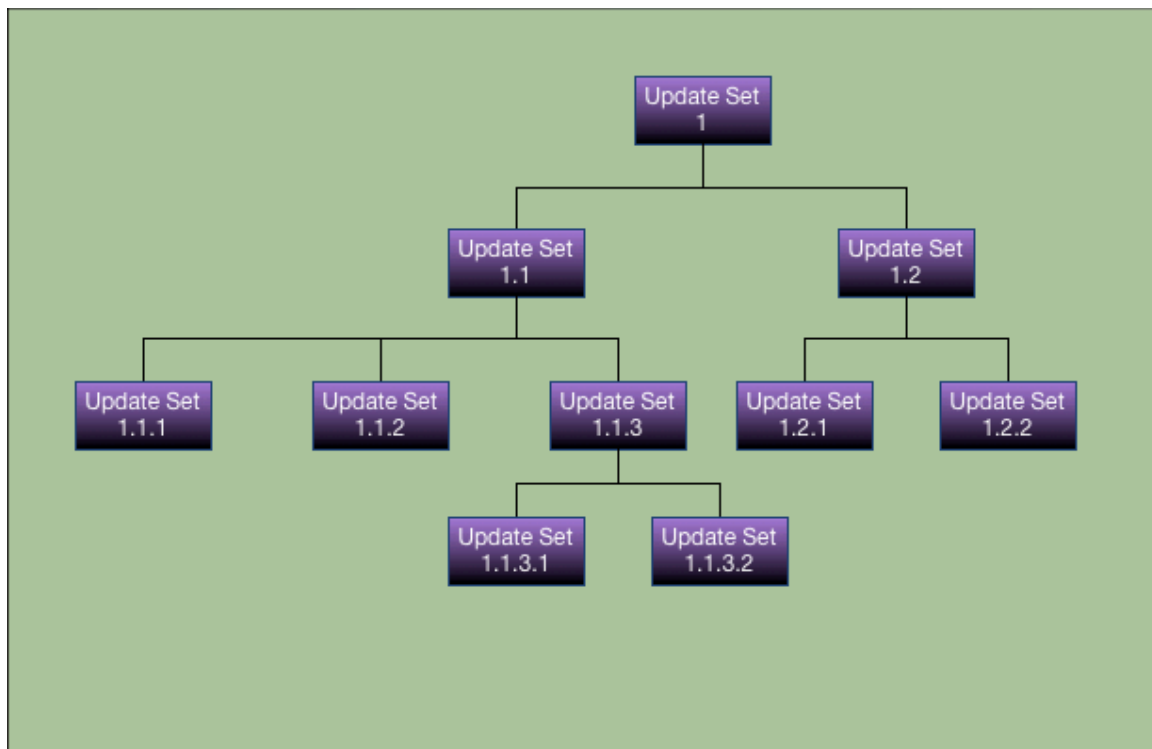 Update Set
1
Update Set
1.1
Update Set
1.2
Update Set
1.1.1
Update Set
1.1.2
Update Set
1.1.3
Update Set
1.2.1
Update Set
1.2.2
Update Set
1.1.3.1
Update Set
1.1.3.2